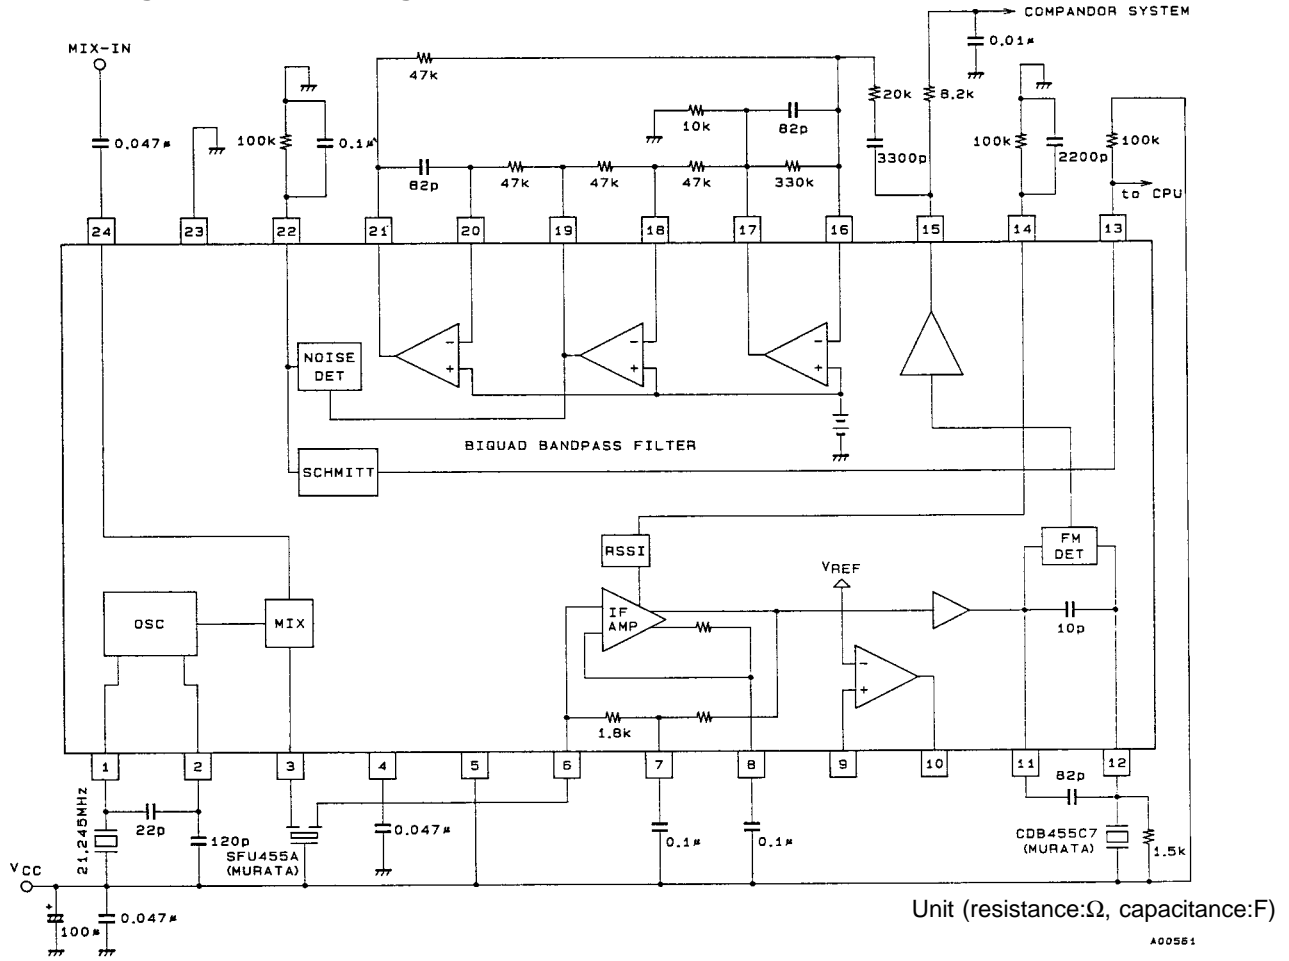 COMPANDOR SYSTEM
MIX-IN
0.01μ
47k
20k
8.2k
10k
82p
0.047μ
100k
0.1μ
3300p
100k
2200p
100k
82p
47k
47k
47k
330k
to CPU
24
23
22
21
20
19
18
17
16
15
14
13
NOISE
DET
-
+
-
+
-
+
BIQUAD BANDPASS FILTER
SCHMITT
RSSI
FM
DET
VREF
OSC
MIX
IF
AMP
10p
-
+
1.8k
1
2
3
4
5
6
7
8
9
10
11
12
21.245MHz
22p
120p
SFU455A
(MURATA)
0.047μ
0.1μ
0.1μ
82p
CDB455C7
(MURATA)
1.5k
VCC
+
100μ
0.047μ
Unit (resistance:Ω, capacitance:F)
A00551